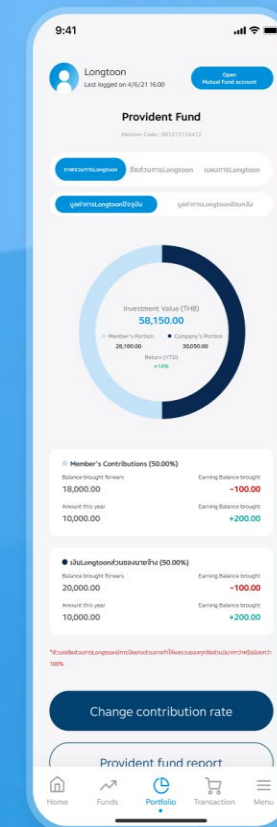 9:41
Longtoon
Last logged on 4/6/21 16:00
Open
Mutual Fund account
Provident Fund
Member Code : 901213124412
ภาพรวมการLongtoon สัดส่วนการLongtoon แผนการLongtoon
มูลค่าการLongtoonปัจจุบัน มูลค่าการLongtoonย้อนหลัง
Investment Value (THB)
58,150.00
Member's Portion Company's Portion
28,100.00 30,050.00
Return (YTD)
+14%
Member's Contributions (50.00%)
Balance brought forwars Earning Balance brought
18,000.00 -100.00
Amount this year Earning Balance brought
10,000.00 +200.00
เงินLongtoonส่วนของนายจ้าง (50.00%)
Balance brought forwars Earning Balance brought
20,000.00 -100.00
Amount this year Earning Balance brought
10,000.00 +200.00
100%
Change contribution rate
Provident fund report
Home Funds Portfolio Transaction Menu